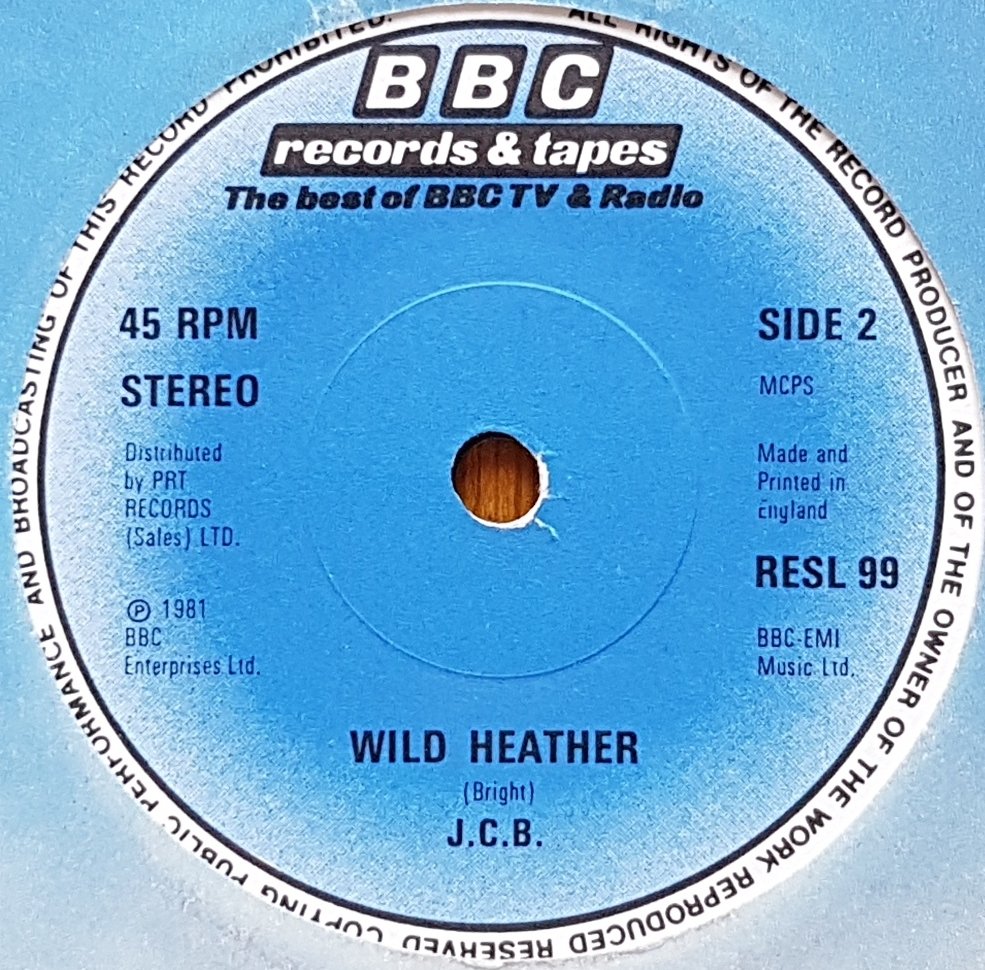 BBC
records & tapes
The best of BBC TV & Radio
45 RPM
STEREO
Distributed
by PRT
RECORDS
(Sales) LTD.
Ⓟ 1981
BBC
Enterprises Ltd.
SIDE 2
MCPS
Made and
Printed in
England
RESL 99
BBC-EMI
Music Ltd.
WILD HEATHER
(Bright)
J.C.B.
ALL RIGHTS OF THE RECORD PRODUCER AND OF THE OWNER OF THE WORK REPRODUCED RESERVED COPYING PUBLIC PERFORMANCE AND BROADCASTING OF THIS RECORD PROHIBITED.